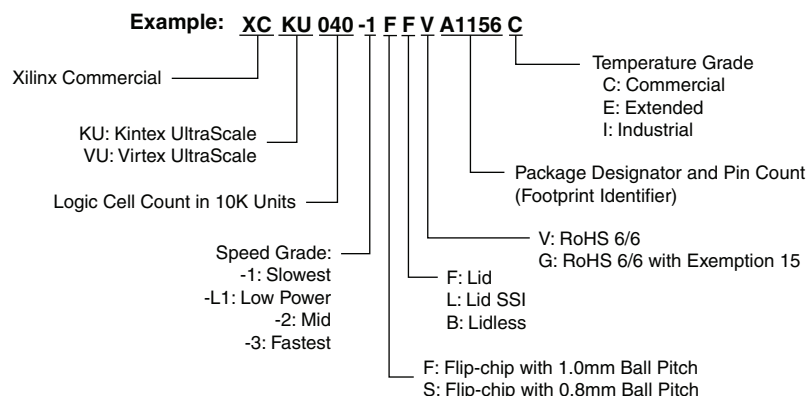 Example: XC KU 040 -1 F F V A1156 C
Xilinx Commercial
KU: Kintex UltraScale
VU: Virtex UltraScale
Logic Cell Count in 10K Units
Speed Grade:
-1: Slowest
-L1: Low Power
-2: Mid
-3: Fastest
Temperature Grade
C: Commercial
E: Extended
I: Industrial
Package Designator and Pin Count
(Footprint Identifier)
V: RoHS 6/6
G: RoHS 6/6 with Exemption 15
F: Lid
L: Lid SSI
B: Lidless
F: Flip-chip with 1.0mm Ball Pitch
S: Flip-chip with 0.8mm Ball Pitch